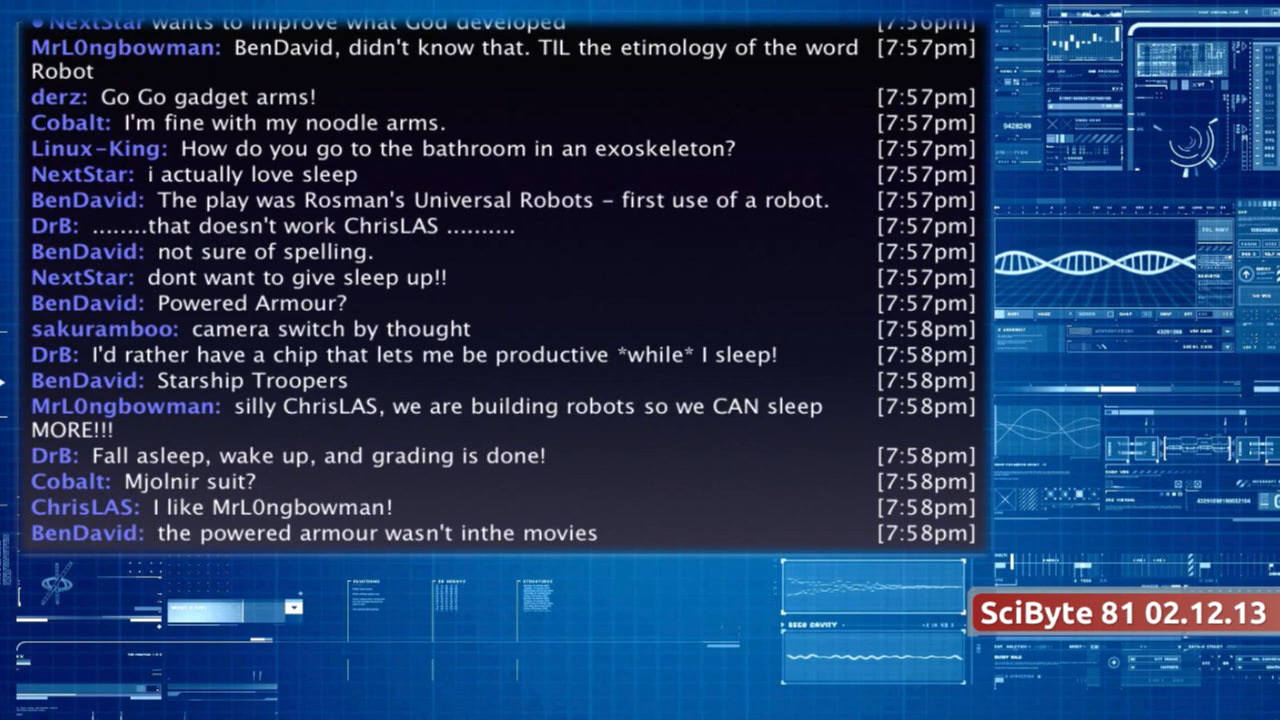 NextStar wants to improve what God developed [7:56pm]
MrL0ngbowman: BenDavid, didn't know that. TIL the etimology of the word [7:57pm]
Robot
derz: Go Go gadget arms! [7:57pm]
Cobalt: I'm fine with my noodle arms. [7:57pm]
Linux-King: How do you go to the bathroom in an exoskeleton? [7:57pm]
NextStar: i actually love sleep [7:57pm]
BenDavid: The play was Rosman's Universal Robots - first use of a robot. [7:57pm]
DrB: ........that doesn't work ChrisLAS .......... [7:57pm]
BenDavid: not sure of spelling. [7:57pm]
NextStar: dont want to give sleep up!! [7:57pm]
BenDavid: Powered Armour? [7:57pm]
sakuramboo: camera switch by thought [7:58pm]
DrB: I'd rather have a chip that lets me be productive *while* I sleep! [7:58pm]
BenDavid: Starship Troopers [7:58pm]
MrL0ngbowman: silly ChrisLAS, we are building robots so we CAN sleep [7:58pm]
MORE!!!
DrB: Fall asleep, wake up, and grading is done! [7:58pm]
Cobalt: Mjolnir suit? [7:58pm]
ChrisLAS: I like MrL0ngbowman! [7:58pm]
BenDavid: the powered armour wasn't inthe movies [7:58pm]
SciByte 81 02.12.13
9428249